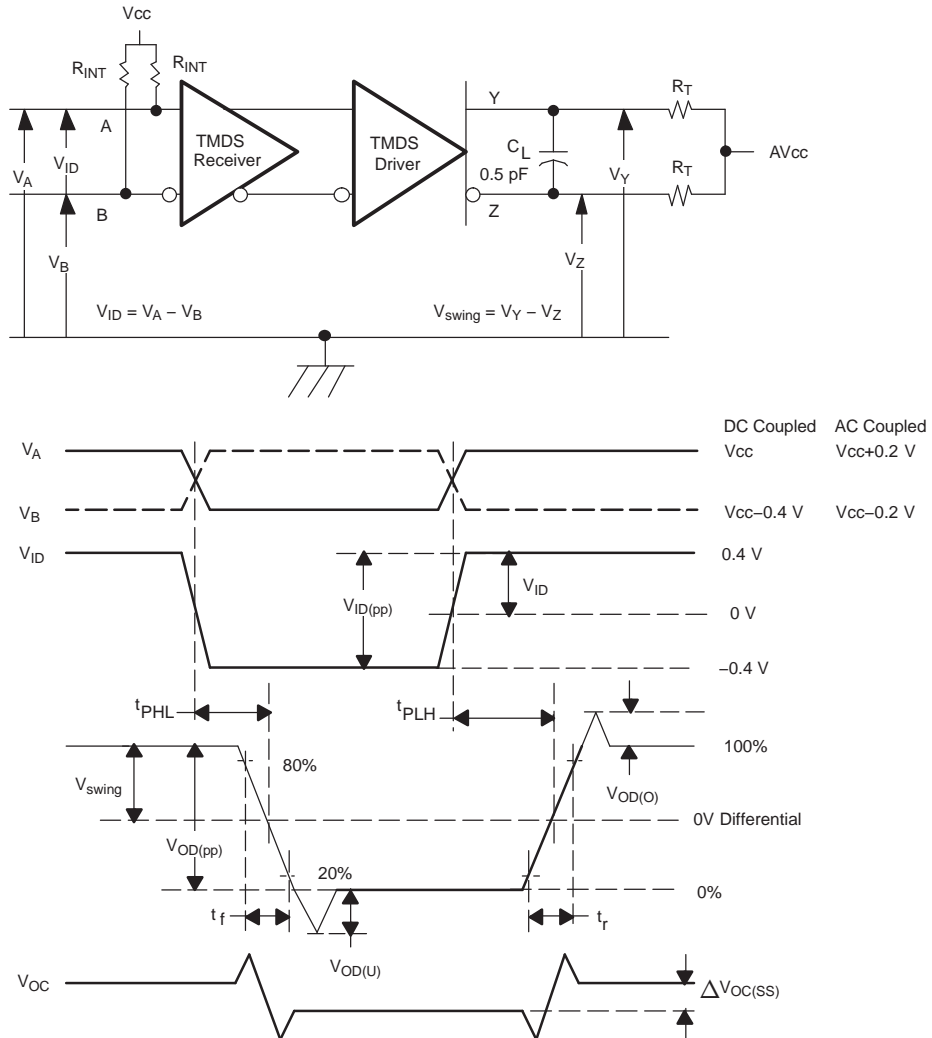 Vcc
RINT
RINT
A
TMDS
Receiver
TMDS
Driver
Y
CL
0.5 pF
RT
AVcc
RT
VA
VID
VY
B
Z
VB
VZ
VID = VA − VB
Vswing = VY − VZ
DC Coupled AC Coupled
VA
Vcc Vcc+0.2 V
VB
Vcc−0.4 V Vcc−0.2 V
VID
0.4 V
VID
VID(pp)
0 V
−0.4 V
tPHL
tPLH
100%
80%
Vswing
VOD(O)
0V Differential
VOD(pp)
20%
0%
tf
tr
VOD(U)
VOC
ΔVOC(SS)